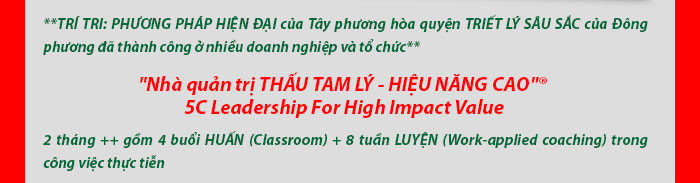 **TRÍ TRI: PHƯƠNG PHÁP HIỆN ĐẠI của Tây phương hòa quyện TRIẾT LÝ SÂU SẮC của Đông
phương đã thành công ở nhiều doanh nghiệp và tổ chức**
"Nhà quản trị THẤU TAM LÝ - HIỆU NĂNG CAO"®
5C Leadership For High Impact Value
2 tháng ++ gồm 4 buổi HUẤN (Classroom) + 8 tuần LUYỆN (Work-applied coaching) trong
công việc thực tiễn